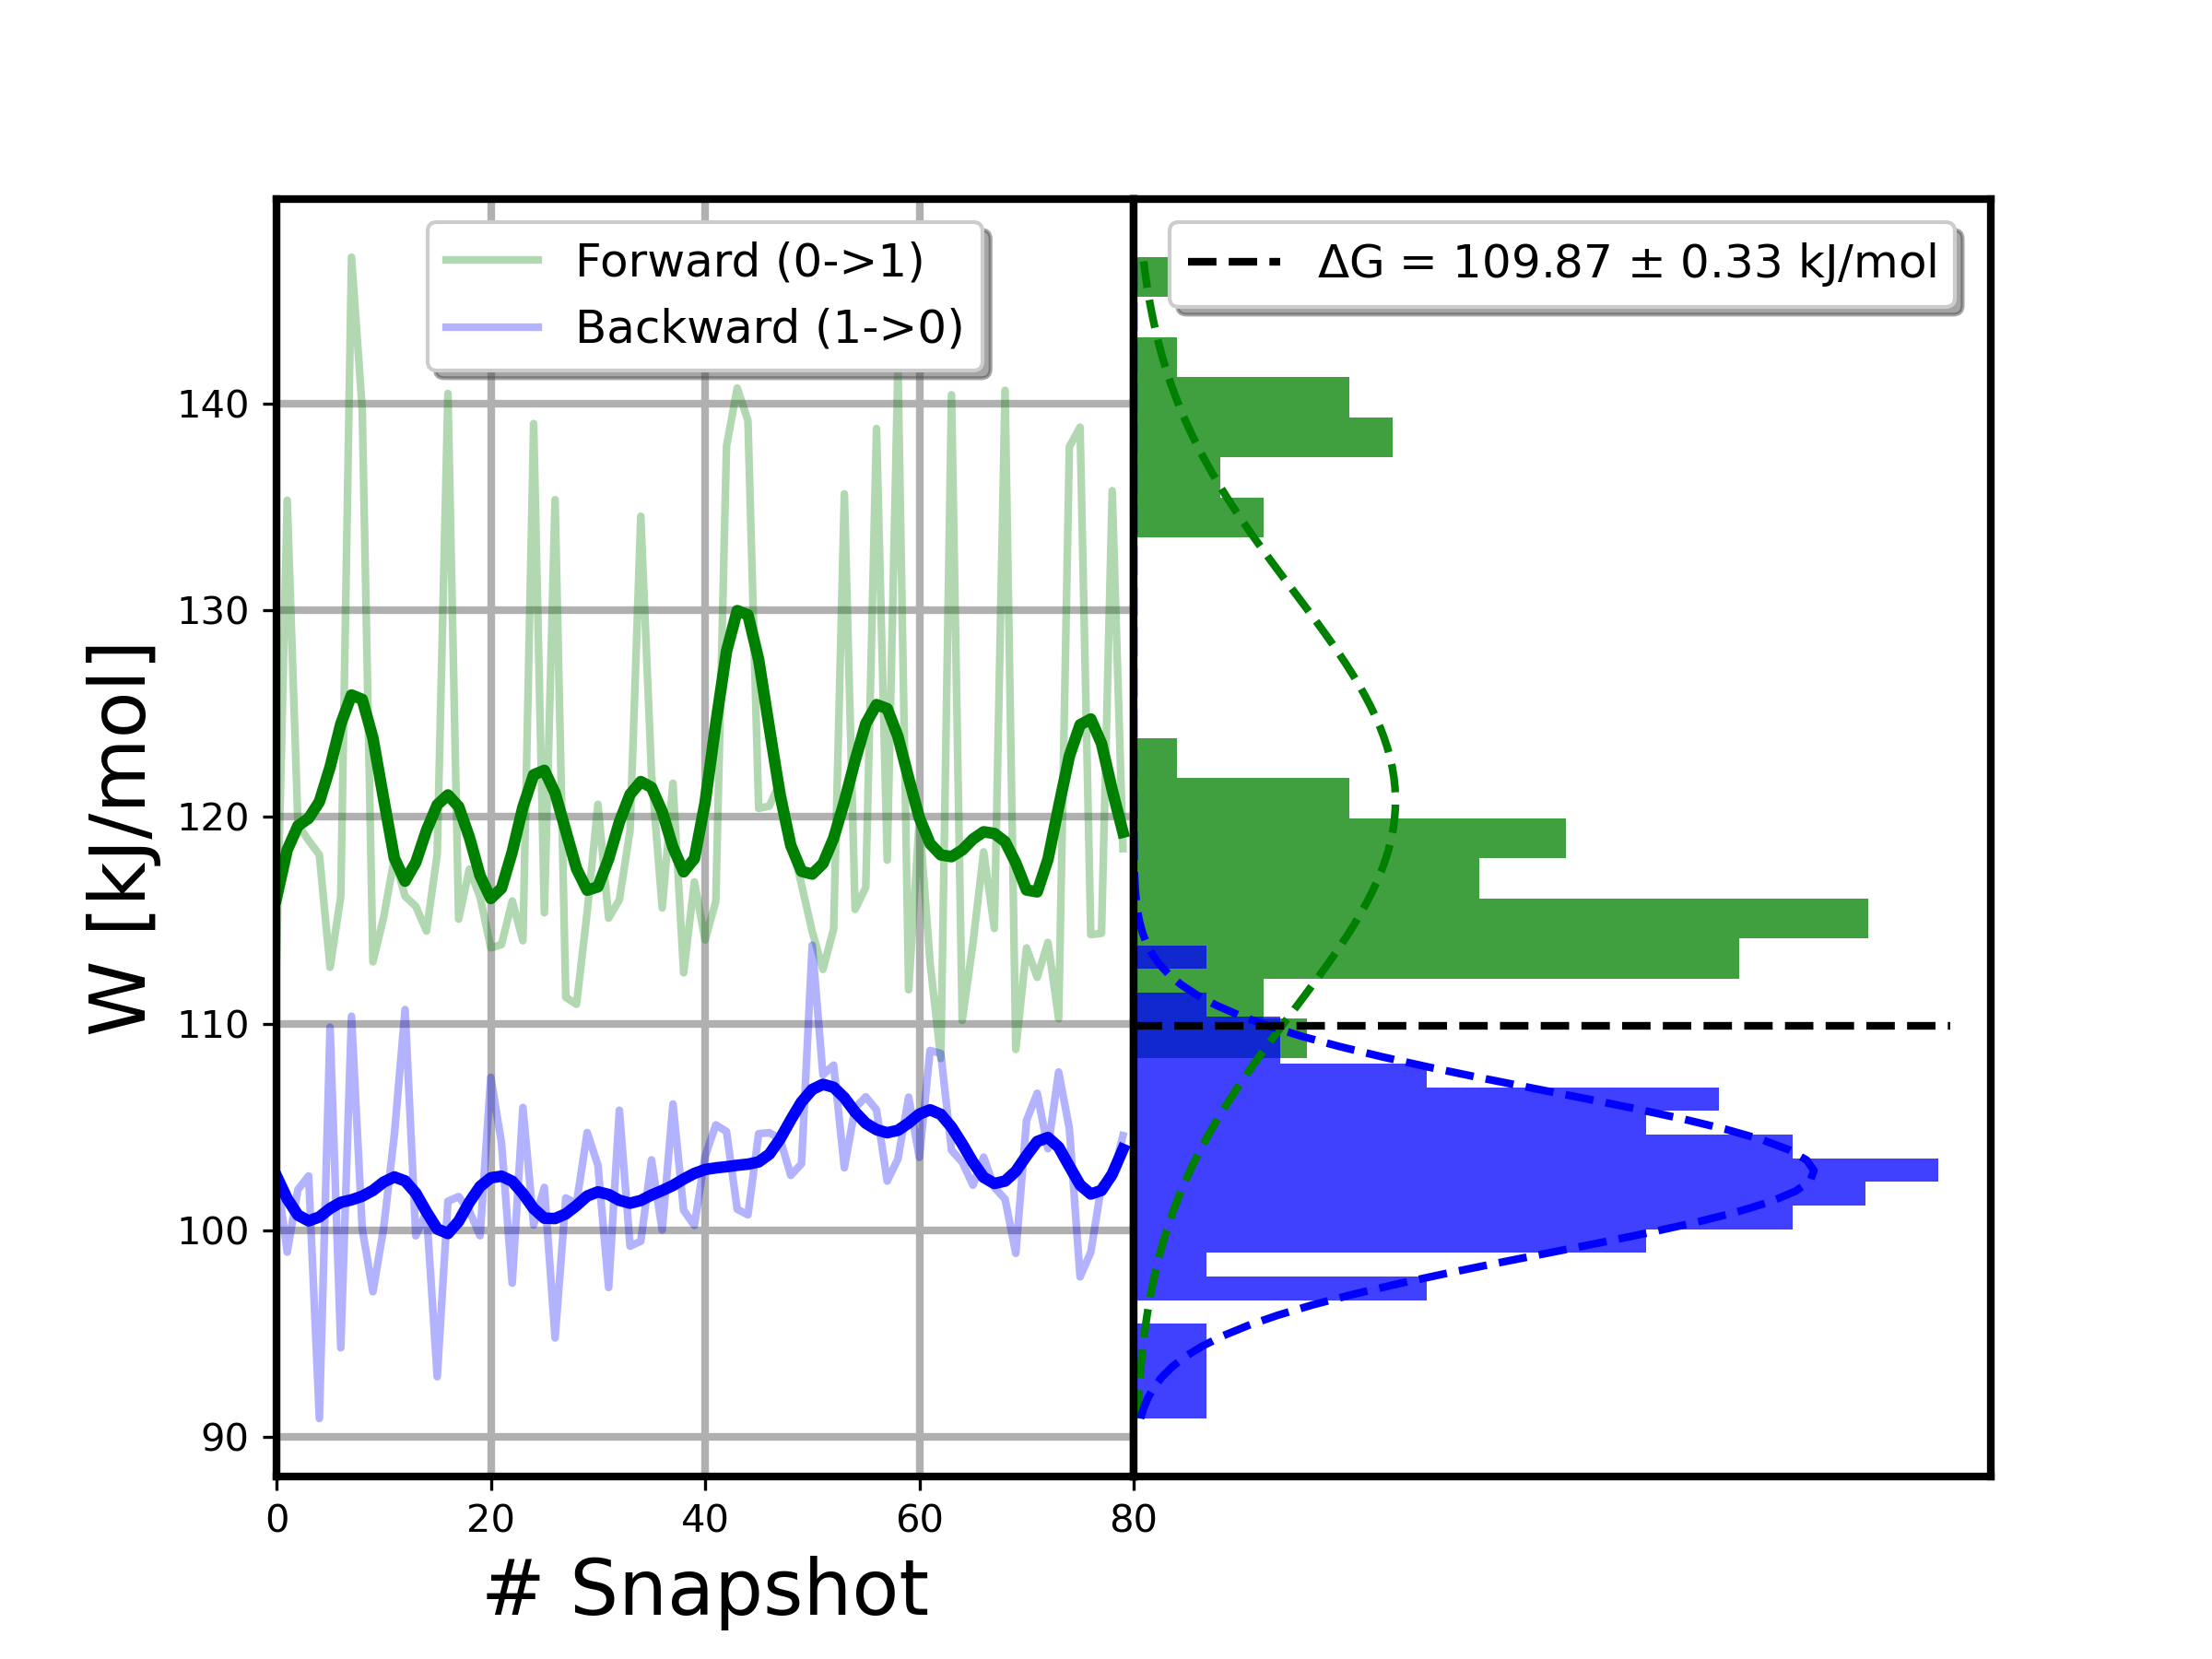 Forward (0->1)
Backward (1->0)
ΔG = 109.87 ± 0.33 kJ/mol
W [kJ/mol]
140
130
120
110
100
90
0 20 40 60 80
# Snapshot